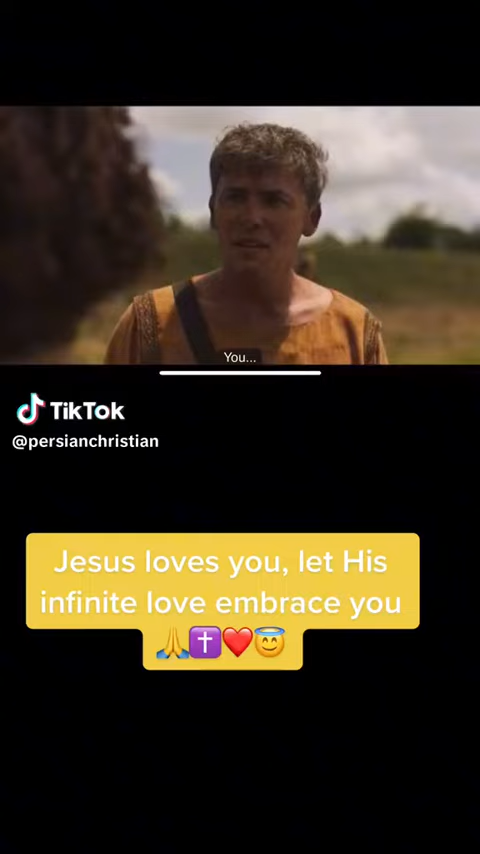 You...
TikTok
@persianchristian
Jesus loves you, let His
infinite love embrace you
🙏✝️❤️😇